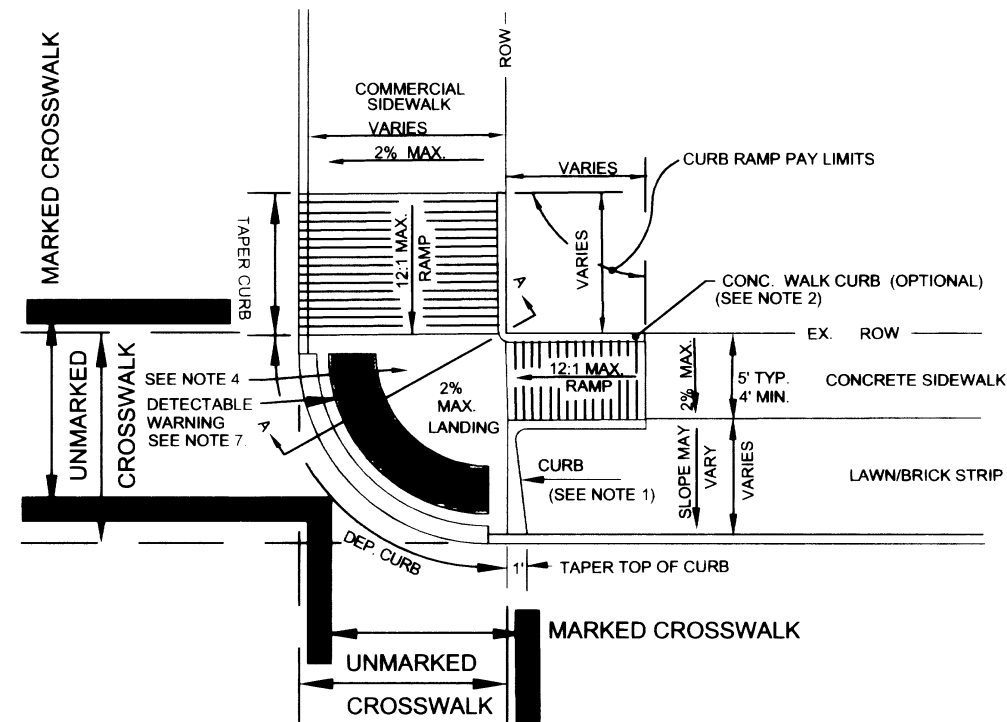 MARKED CROSSWALK
ROW
COMMERCIAL
SIDEWALK
VARIES
2% MAX.
VARIES
CURB RAMP PAY LIMITS
TAPER CURB
12:1 MAX.
RAMP
VARIES
A
CONC. WALK CURB (OPTIONAL)
(SEE NOTE 2)
EX. ROW
UNMARKED
CROSSWALK
SEE NOTE 4
DETECTABLE
WARNING
SEE NOTE 7.
A
2%
MAX.
LANDING
12:1 MAX.
RAMP
2% MAX.
5' TYP.
4' MIN.
CONCRETE SIDEWALK
CURB
(SEE NOTE 1)
SLOPE MAY
VARY
VARIES
LAWN/BRICK STRIP
DEP. CURB
1'
TAPER TOP OF CURB
MARKED CROSSWALK
UNMARKED
CROSSWALK